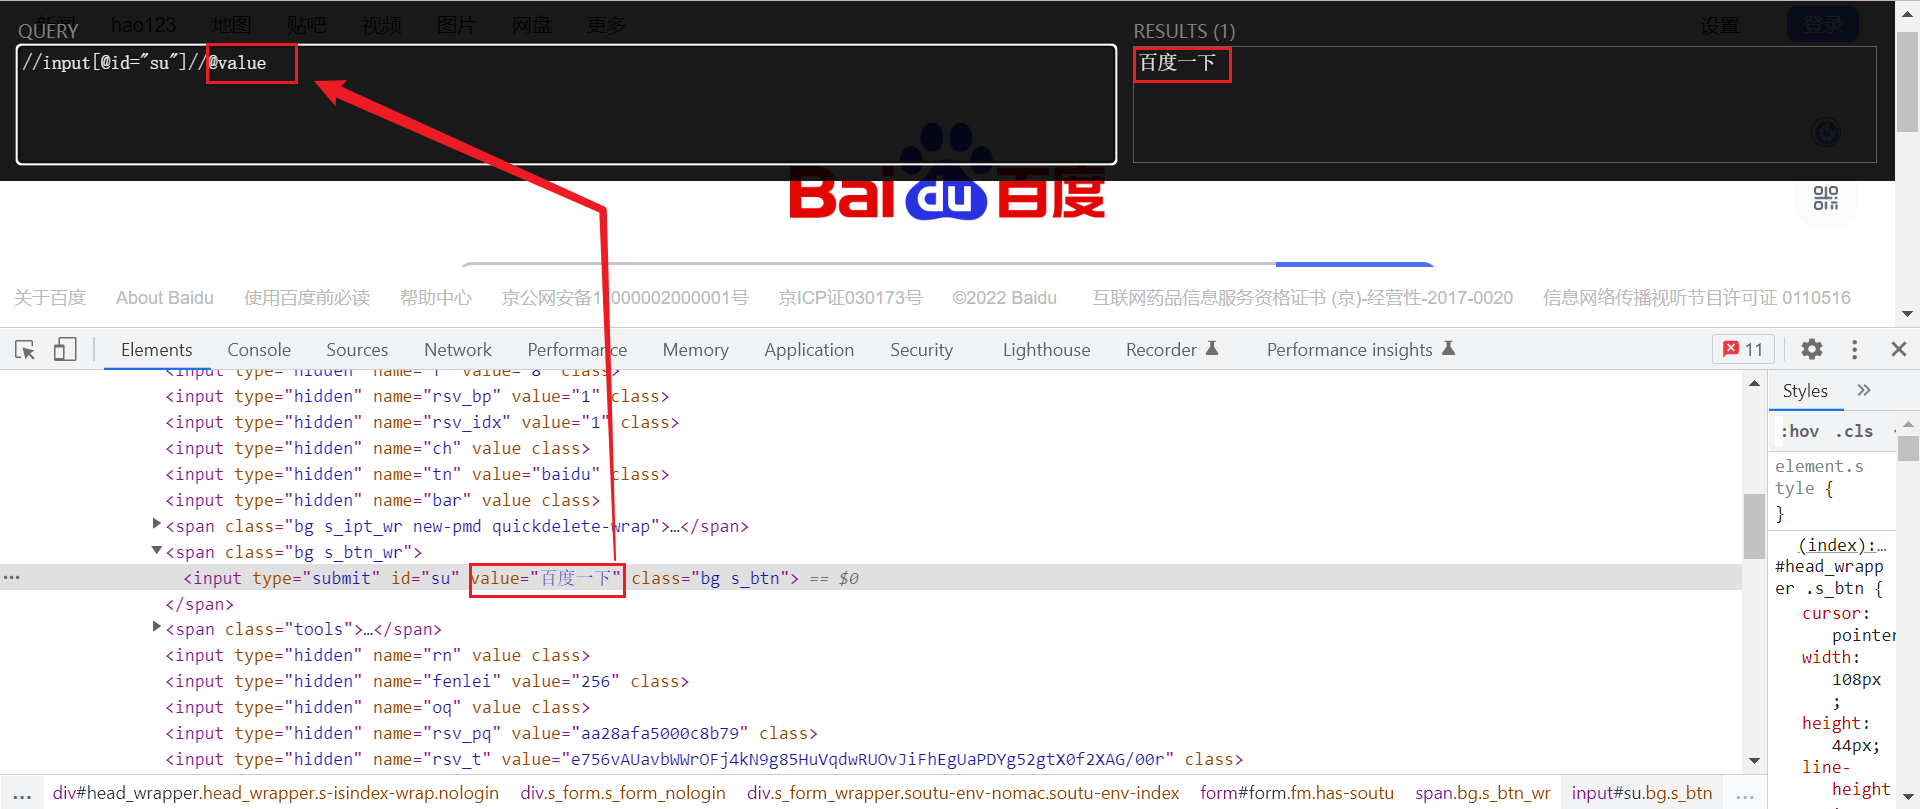 新闻 hao123 地图 贴吧 视频 图片 网盘 更多 设置 登录
QUERY
RESULTS (1)
//input[@id="su"]//@value
百度一下
Bai du 百度
关于百度 About Baidu 使用百度前必读 帮助中心 京公网安备11000002000001号 京ICP证030173号 ©2022 Baidu 互联网药品信息服务资格证书 (京)-经营性-2017-0020 信息网络传播视听节目许可证 0110516
Elements Console Sources Network Performance Memory Application Security Lighthouse Recorder Performance insights 11
<input type="hidden" name="f" value="8" class>
<input type="hidden" name="rsv_bp" value="1" class>
<input type="hidden" name="rsv_idx" value="1" class>
<input type="hidden" name="ch" value class>
<input type="hidden" name="tn" value="baidu" class>
<input type="hidden" name="bar" value class>
<span class="bg s_ipt_wr new-pmd quickdelete-wrap">…</span>
<span class="bg s_btn_wr">
<input type="submit" id="su" value="百度一下" class="bg s_btn"> == $0
</span>
<span class="tools">…</span>
<input type="hidden" name="rn" value class>
<input type="hidden" name="fenlei" value="256" class>
<input type="hidden" name="oq" value class>
<input type="hidden" name="rsv_pq" value="aa28afa5000c8b79" class>
<input type="hidden" name="rsv_t" value="e756vAUavbWWrOFj4kN9g85HuVqdwRUOvJiFhEgUaPDYg52gtX0f2XAG/00r" class>
Styles
:hov .cls
element.s
tyle {
}
(index):…
#head_wrapp
er .s_btn {
cursor:
pointer
width:
108px
;
height:
44px;
line-
height
… div#head_wrapper.head_wrapper.s-isindex-wrap.nologin div.s_form.s_form_nologin div.s_form_wrapper.soutu-env-nomac.soutu-env-index form#form.fm.has-soutu span.bg.s_btn_wr input#su.bg.s_btn …